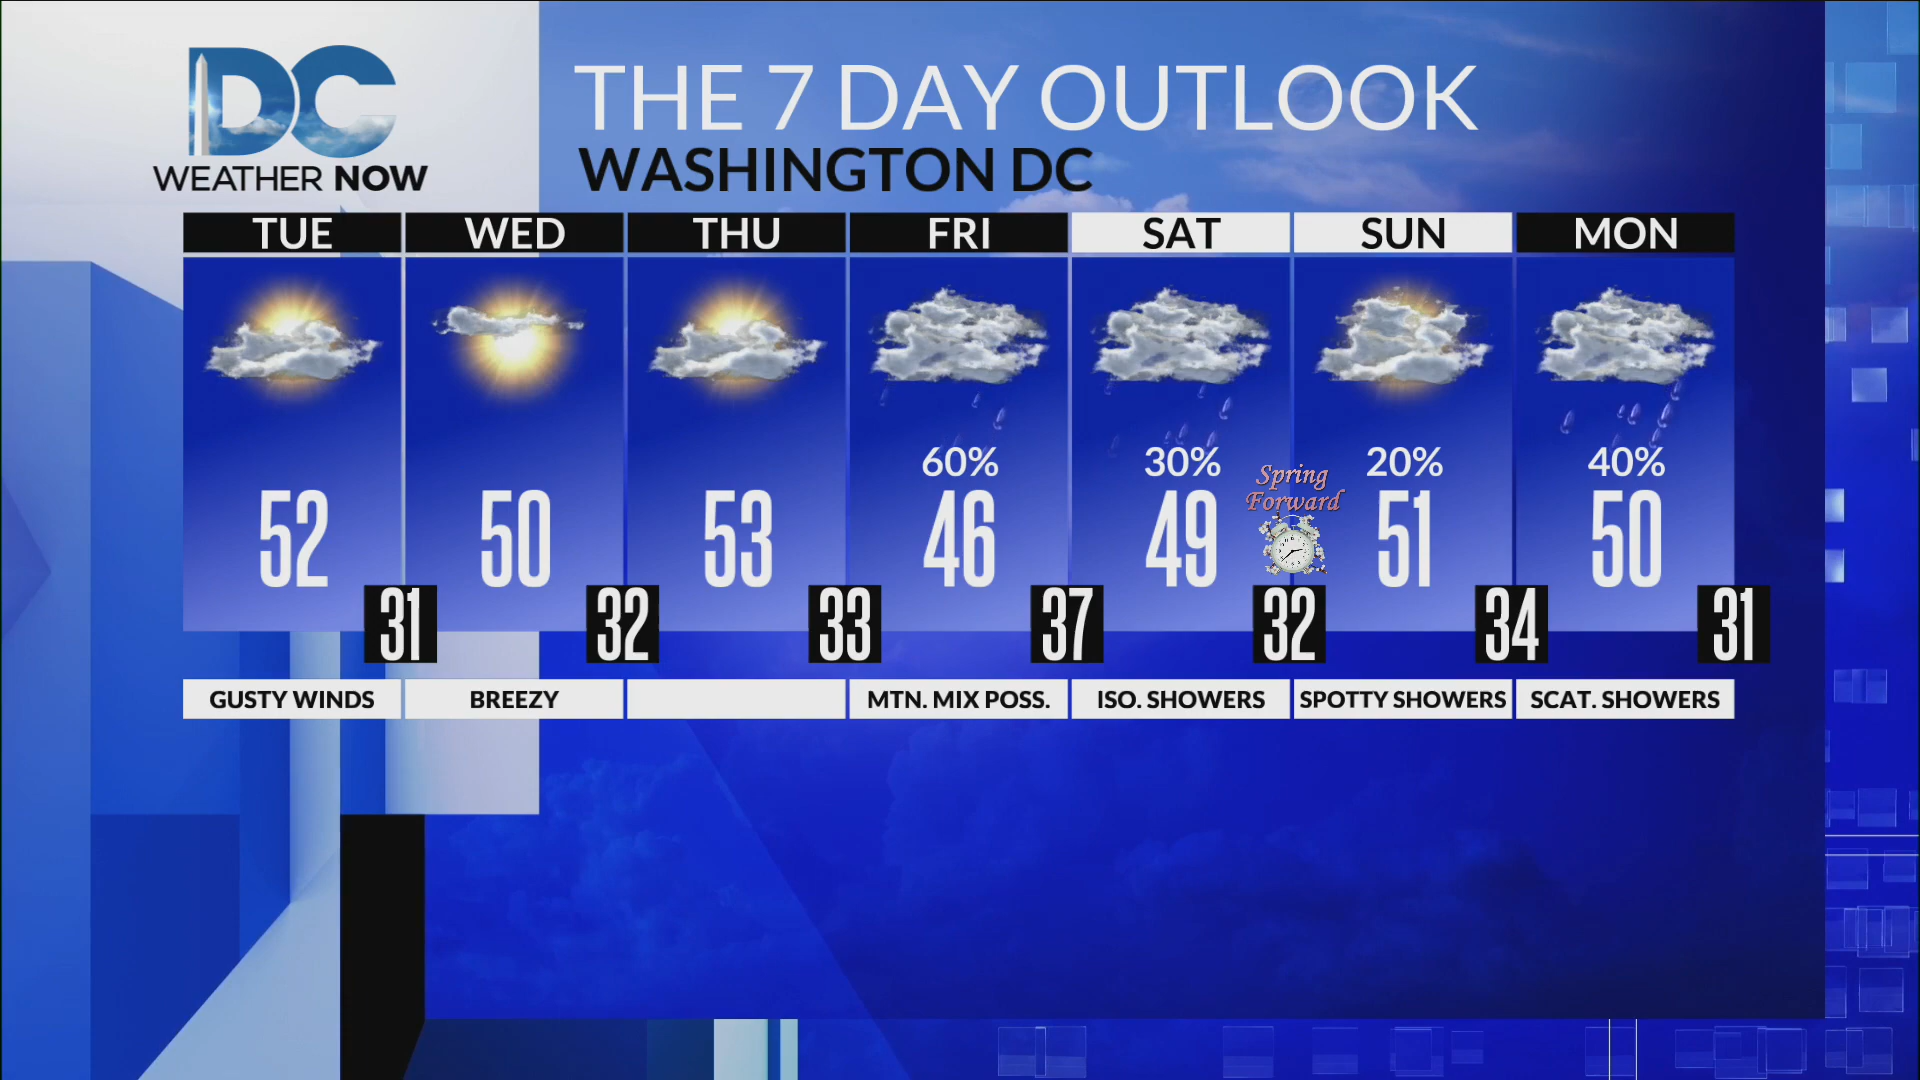 DC
WEATHER NOW
THE 7 DAY OUTLOOK
WASHINGTON DC
TUE WED THU FRI SAT SUN MON
60% 30% 20% 40%
Spring
Forward
52 50 53 46 49 51 50
31 32 33 37 32 34 31
GUSTY WINDS BREEZY MTN. MIX POSS. ISO. SHOWERS SPOTTY SHOWERS SCAT. SHOWERS